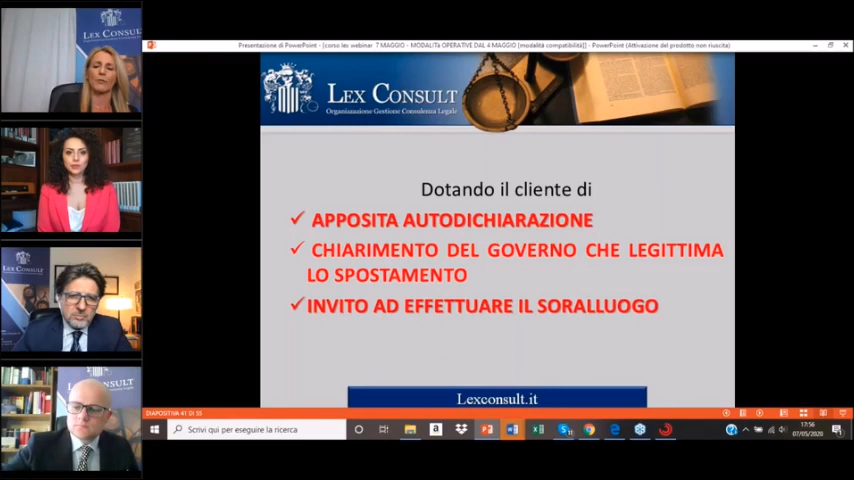 LEX CONSULT
Presentazione di PowerPoint - [corso lec webinar 7 MAGGIO - MODALITà OPERATIVE DAL 4 MAGGIO [modalità compatibilità]] - PowerPoint (Attivazione del prodotto non riuscita)
LEX CONSULT
Organizzazione Gestione Consulenza Legale
Dotando il cliente di
APPOSITA AUTODICHIARAZIONE
CHIARIMENTO DEL GOVERNO CHE LEGITTIMA
LO SPOSTAMENTO
INVITO AD EFFETTUARE IL SORALLUOGO
Lexconsult.it
LEX CONSULT
CONSULT
DIAPOSITIVA 41 DI 55
Scrivi qui per eseguire la ricerca
17:56
07/05/2020